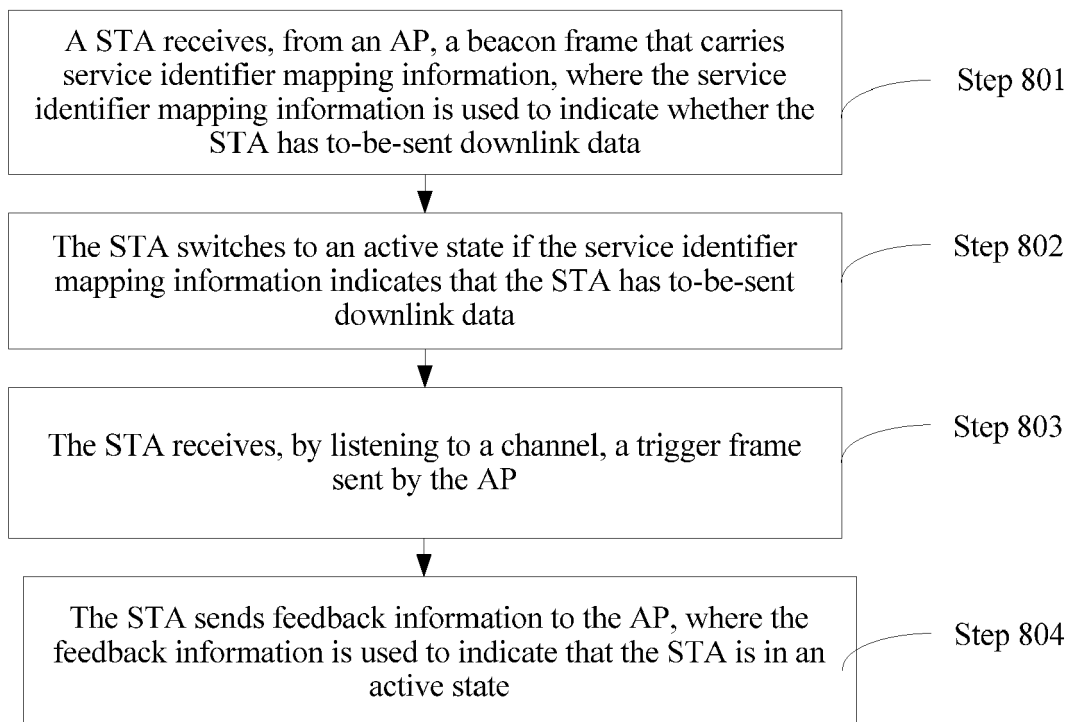 A STA receives, from an AP, a beacon frame that carries
service identifier mapping information, where the service
identifier mapping information is used to indicate whether the
STA has to-be-sent downlink data
Step 801
The STA switches to an active state if the service identifier
mapping information indicates that the STA has to-be-sent
downlink data
Step 802
The STA receives, by listening to a channel, a trigger frame
sent by the AP
Step 803
The STA sends feedback information to the AP, where the
feedback information is used to indicate that the STA is in an
active state
Step 804